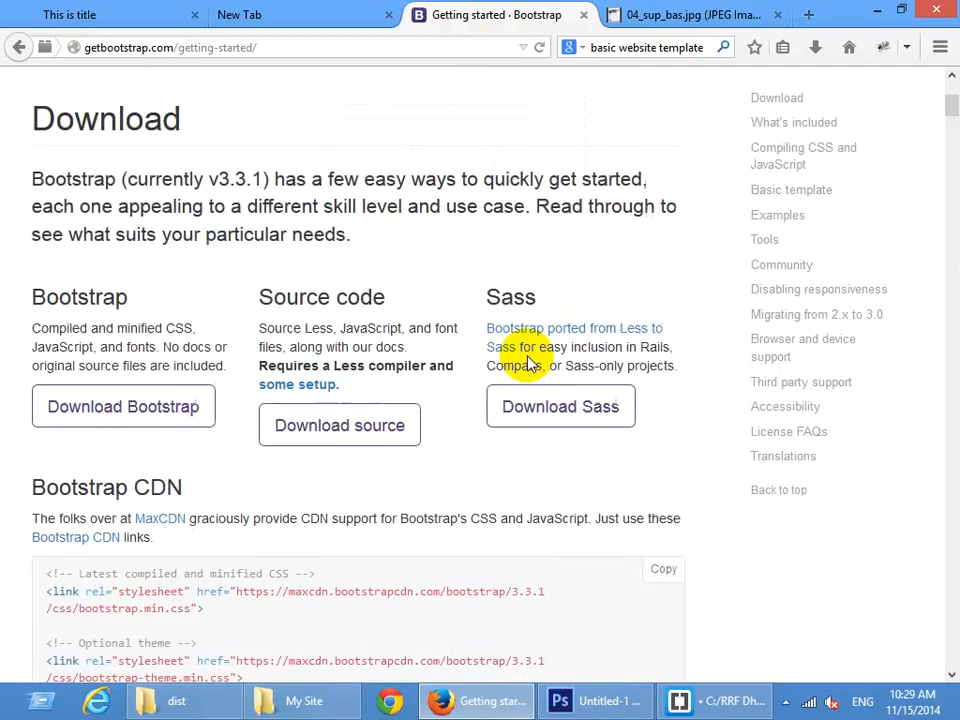 This is title
New Tab
Getting started · Bootstrap
04_sup_bas.jpg (JPEG Ima...
getbootstrap.com/getting-started/
basic website template
Download
Bootstrap (currently v3.3.1) has a few easy ways to quickly get started,
each one appealing to a different skill level and use case. Read through to
see what suits your particular needs.
Bootstrap
Compiled and minified CSS,
JavaScript, and fonts. No docs or
original source files are included.
Download Bootstrap
Source code
Source Less, JavaScript, and font
files, along with our docs.
Requires a Less compiler and
some setup.
Download source
Sass
Bootstrap ported from Less to
Sass for easy inclusion in Rails,
Compass, or Sass-only projects.
Download Sass
Bootstrap CDN
The folks over at MaxCDN graciously provide CDN support for Bootstrap's CSS and JavaScript. Just use these
Bootstrap CDN links.
Copy
<!-- Latest compiled and minified CSS -->
<link rel="stylesheet" href="https://maxcdn.bootstrapcdn.com/bootstrap/3.3.1
/css/bootstrap.min.css">
<!-- Optional theme -->
<link rel="stylesheet" href="https://maxcdn.bootstrapcdn.com/bootstrap/3.3.1
/css/bootstrap-theme.min.css">
Download
What's included
Compiling CSS and
JavaScript
Basic template
Examples
Tools
Community
Disabling responsiveness
Migrating from 2.x to 3.0
Browser and device
support
Third party support
Accessibility
License FAQs
Translations
Back to top
dist
My Site
Getting star...
Ps
Untitled-1 ...
• C:/RRF Dh...
ENG
10:29 AM
11/15/2014